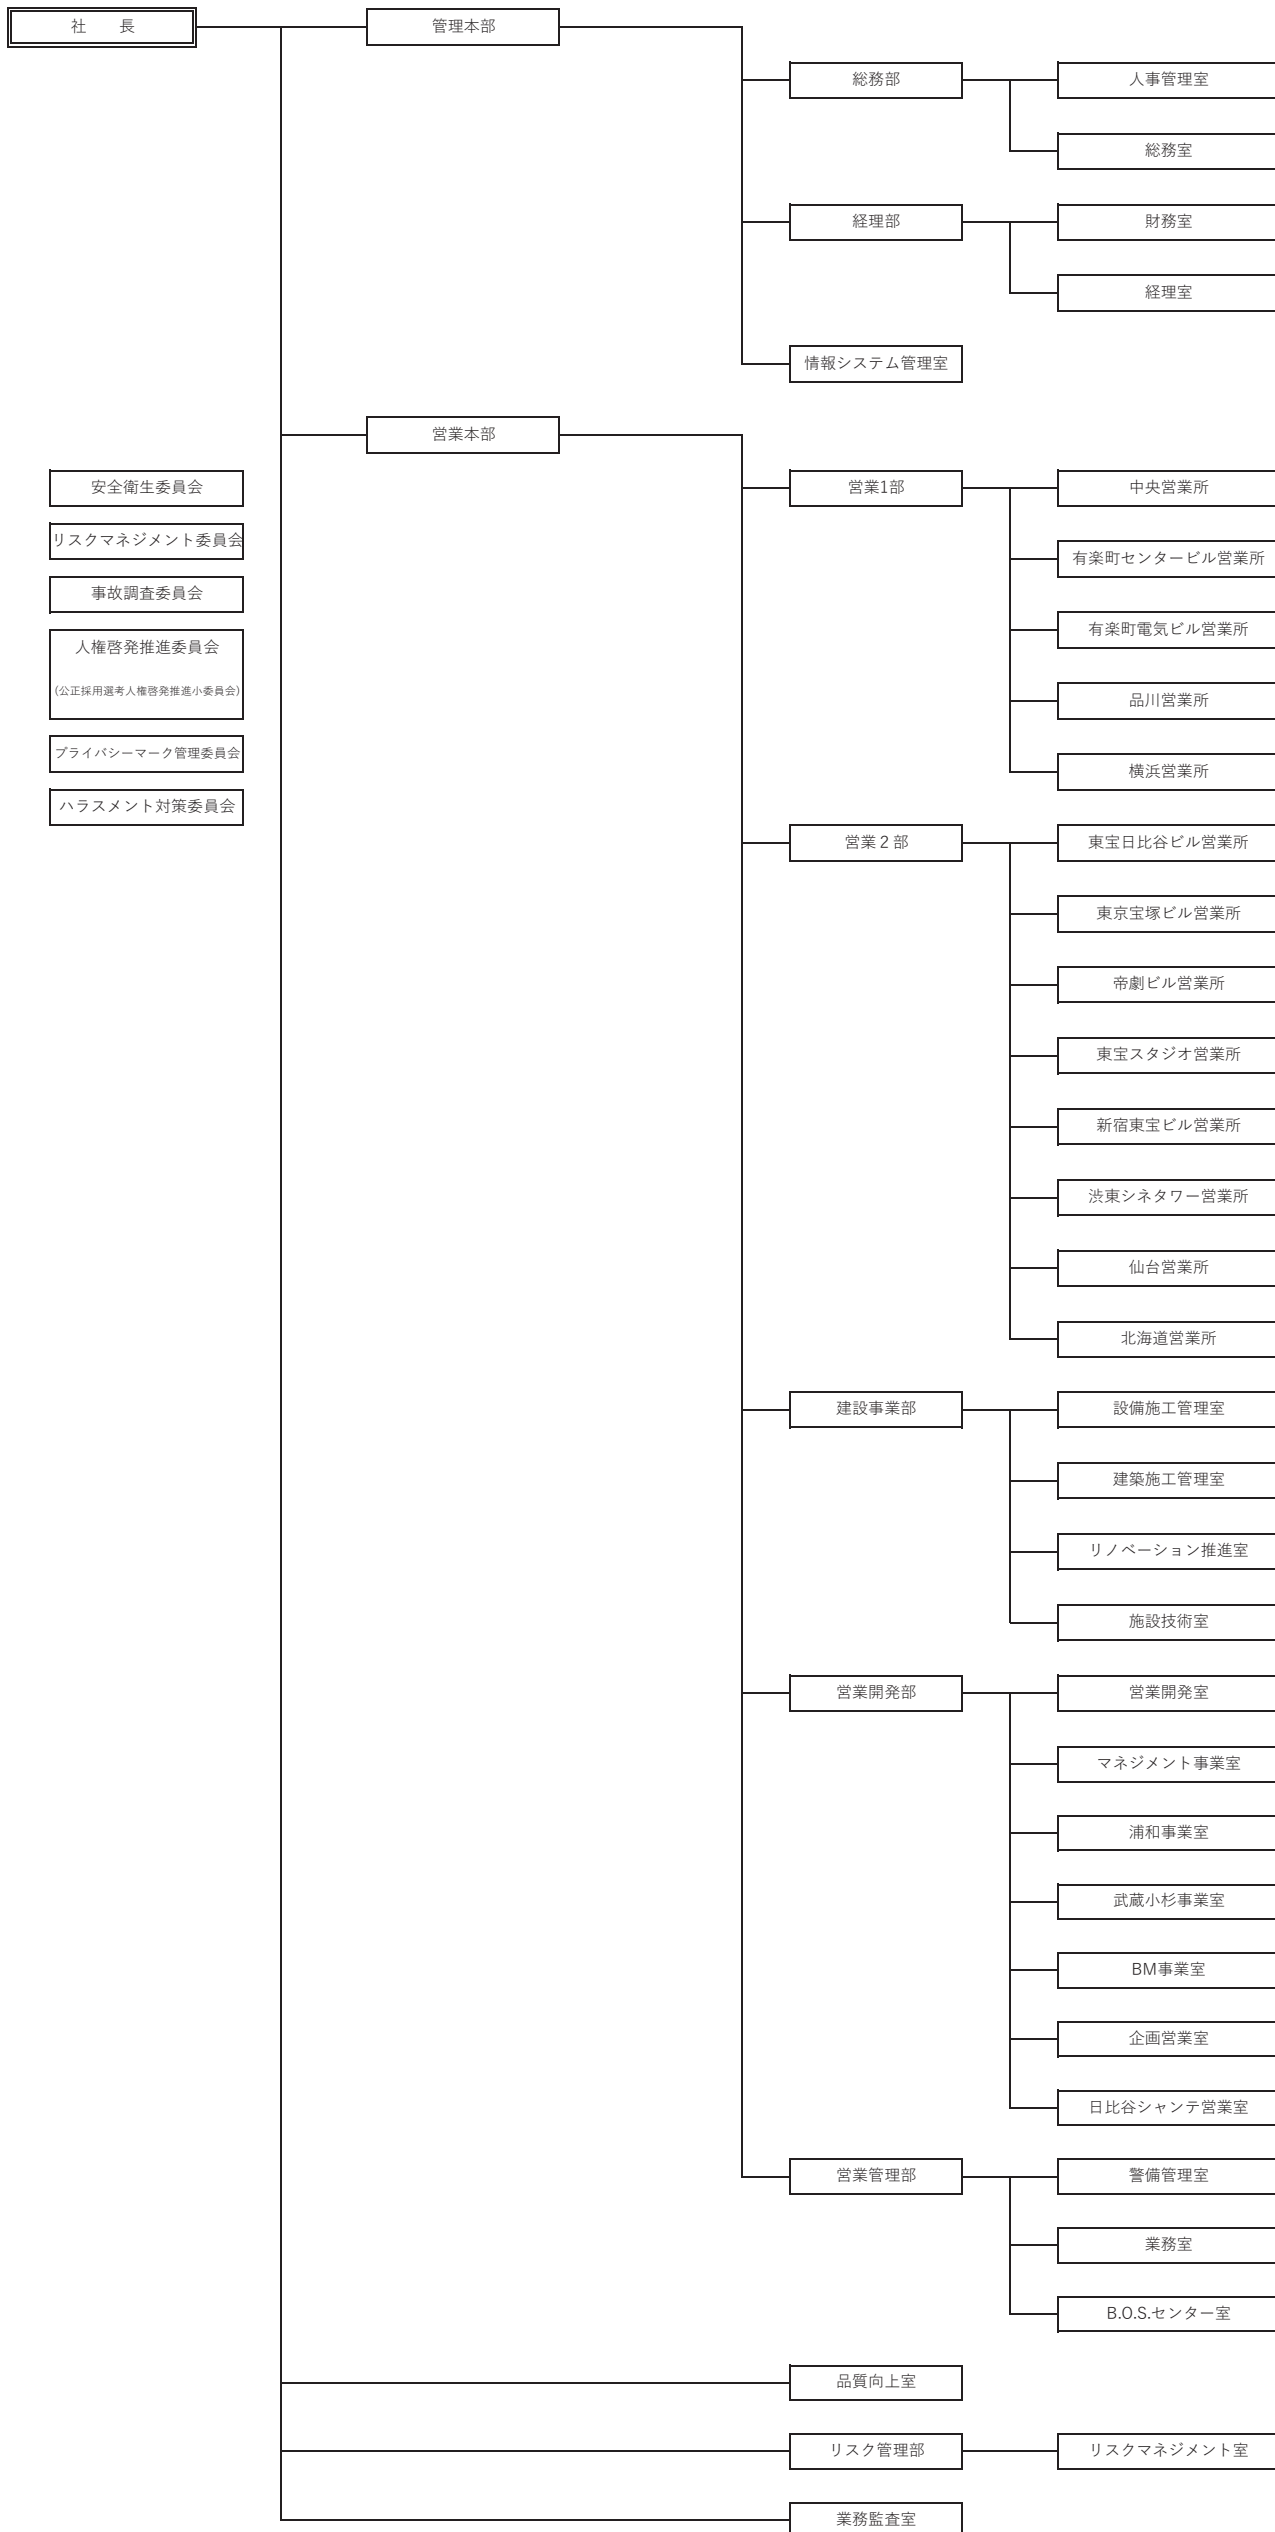 社　　長
管理本部
総務部
人事管理室
総務室
経理部
財務室
経理室
情報システム管理室
営業本部
安全衛生委員会
リスクマネジメント委員会
事故調査委員会
人権啓発推進委員会
(公正採用選考人権啓発推進小委員会)
プライバシーマーク管理委員会
ハラスメント対策委員会
営業1部
中央営業所
有楽町センタービル営業所
有楽町電気ビル営業所
品川営業所
横浜営業所
営業２部
東宝日比谷ビル営業所
東京宝塚ビル営業所
帝劇ビル営業所
東宝スタジオ営業所
新宿東宝ビル営業所
渋東シネタワー営業所
仙台営業所
北海道営業所
建設事業部
設備施工管理室
建築施工管理室
リノベーション推進室
施設技術室
営業開発部
営業開発室
マネジメント事業室
浦和事業室
武蔵小杉事業室
BM事業室
企画営業室
日比谷シャンテ営業室
営業管理部
警備管理室
業務室
B.O.S.センター室
品質向上室
リスク管理部
リスクマネジメント室
業務監査室